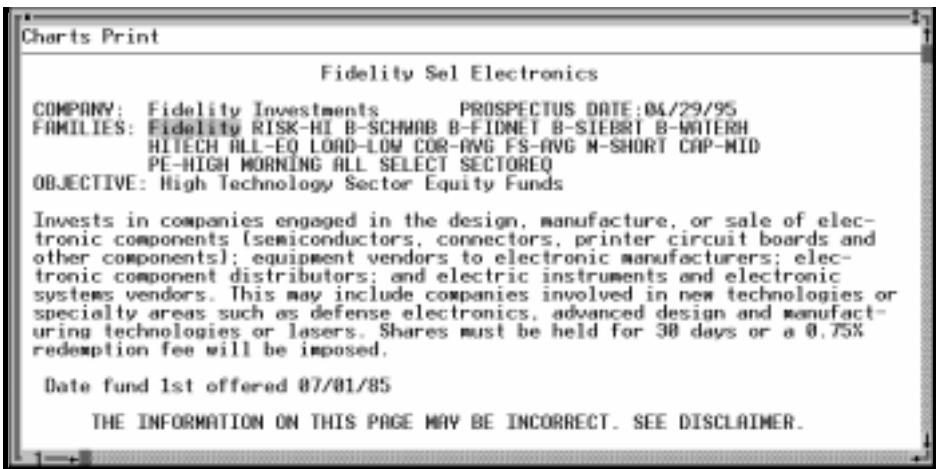 Charts Print
Fidelity Sel Electronics
COMPANY: Fidelity Investments PROSPECTUS DATE:04/29/95
FAMILIES: Fidelity RISK-HI B-SCHWAB B-FIDNET B-SIEBRT B-WATERH
HITECH ALL-EQ LOAD-LOW COR-AVG FS-AVG M-SHORT CAP-MID
PE-HIGH MORNING ALL SELECT SECTOREQ
OBJECTIVE: High Technology Sector Equity Funds
Invests in companies engaged in the design, manufacture, or sale of elec-
tronic components [semiconductors, connectors, printer circuit boards and
other components]; equipment vendors to electronic manufacturers; elec-
tronic component distributors; and electric instruments and electronic
systems vendors. This may include companies involved in new technologies or
specialty areas such as defense electronics, advanced design and manufact-
uring technologies or lasers. Shares must be held for 30 days or a 0.75%
redemption fee will be imposed.
Date fund 1st offered 07/01/85
THE INFORMATION ON THIS PAGE MAY BE INCORRECT. SEE DISCLAIMER.
1